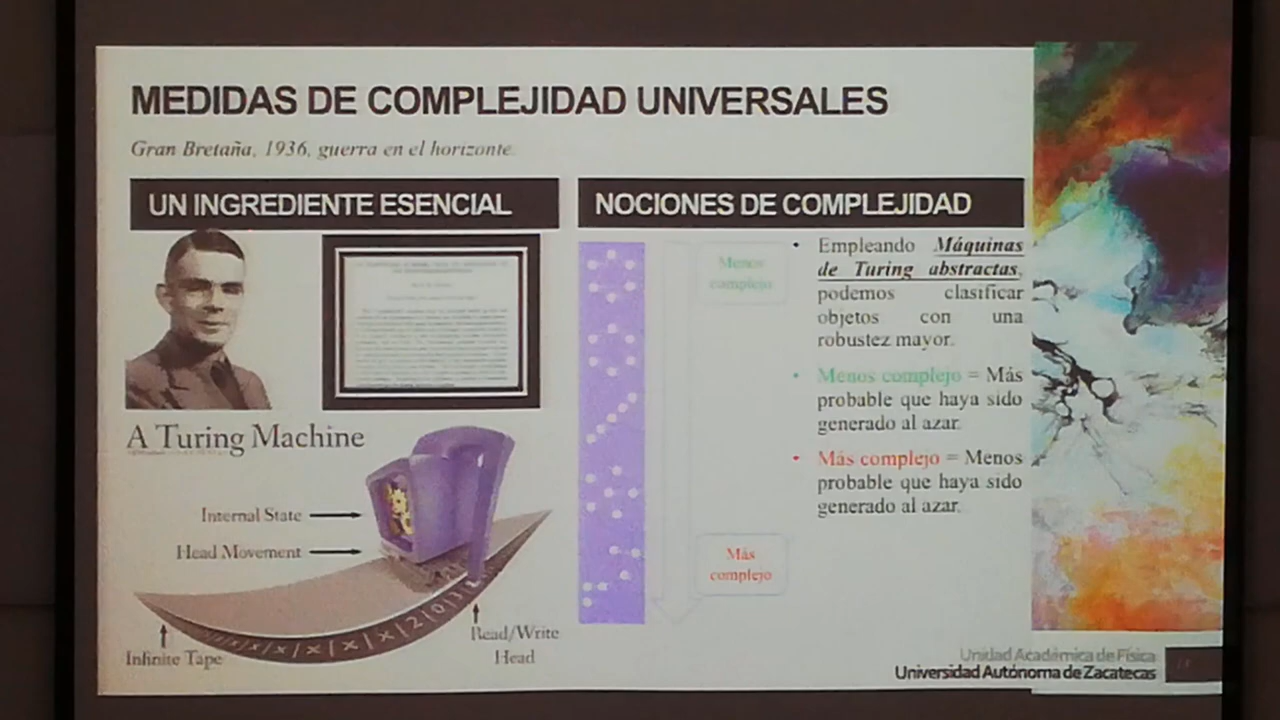 MEDIDAS DE COMPLEJIDAD UNIVERSALES
Gran Bretaña, 1936, guerra en el horizonte.
UN INGREDIENTE ESENCIAL
A Turing Machine
Internal State
Head Movement
Infinite Tape
Read/Write
Head
NOCIONES DE COMPLEJIDAD
Menos
complejo
Más
complejo
• Empleando Máquinas
de Turing abstractas,
podemos clasificar
objetos con una
robustez mayor.
• Menos complejo = Más
probable que haya sido
generado al azar.
• Más complejo = Menos
probable que haya sido
generado al azar.
Unidad Académica de Física
Universidad Autónoma de Zacatecas